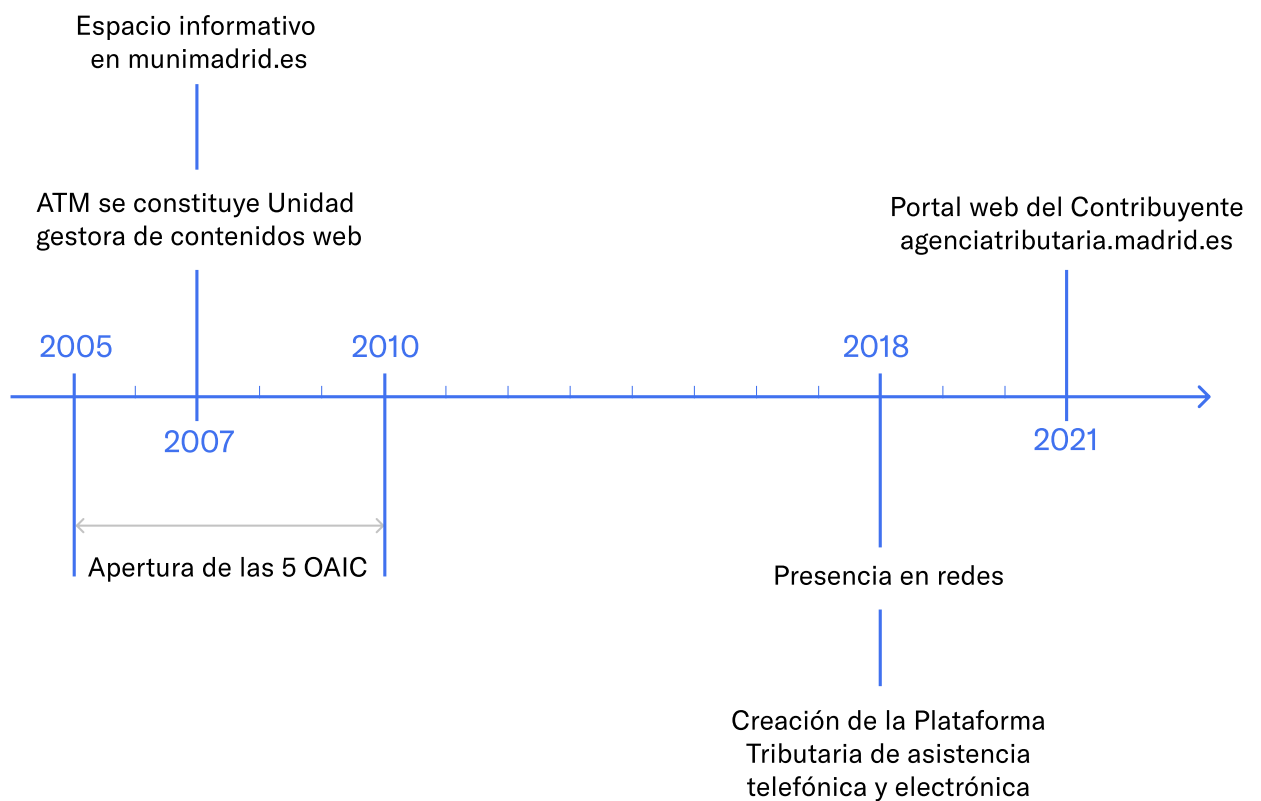 Espacio informativo
en munimadrid.es
ATM se constituye Unidad
gestora de contenidos web
Portal web del Contribuyente
agenciatributaria.madrid.es
2005
2010
2018
2007
2021
Apertura de las 5 OAIC
Presencia en redes
Creación de la Plataforma
Tributaria de asistencia
telefónica y electrónica